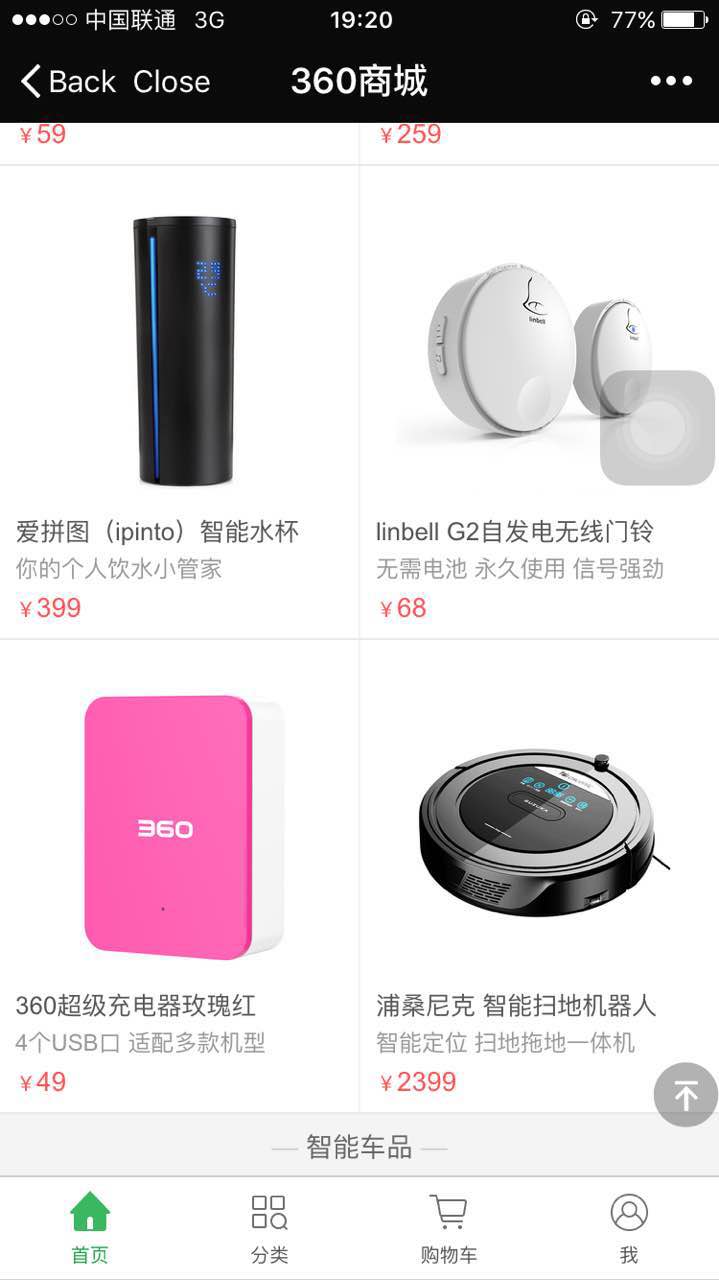 中国联通 3G 19:20 77%
Back Close 360商城
¥59 ¥259
linbell
爱拼图（ipinto）智能水杯
你的个人饮水小管家
¥399
linbell G2自发电无线门铃
无需电池 永久使用 信号强劲
¥68
360
360超级充电器玫瑰红
4个USB口 适配多款机型
¥49
浦桑尼克 智能扫地机器人
智能定位 扫地拖地一体机
¥2399
智能车品
首页 分类 购物车 我